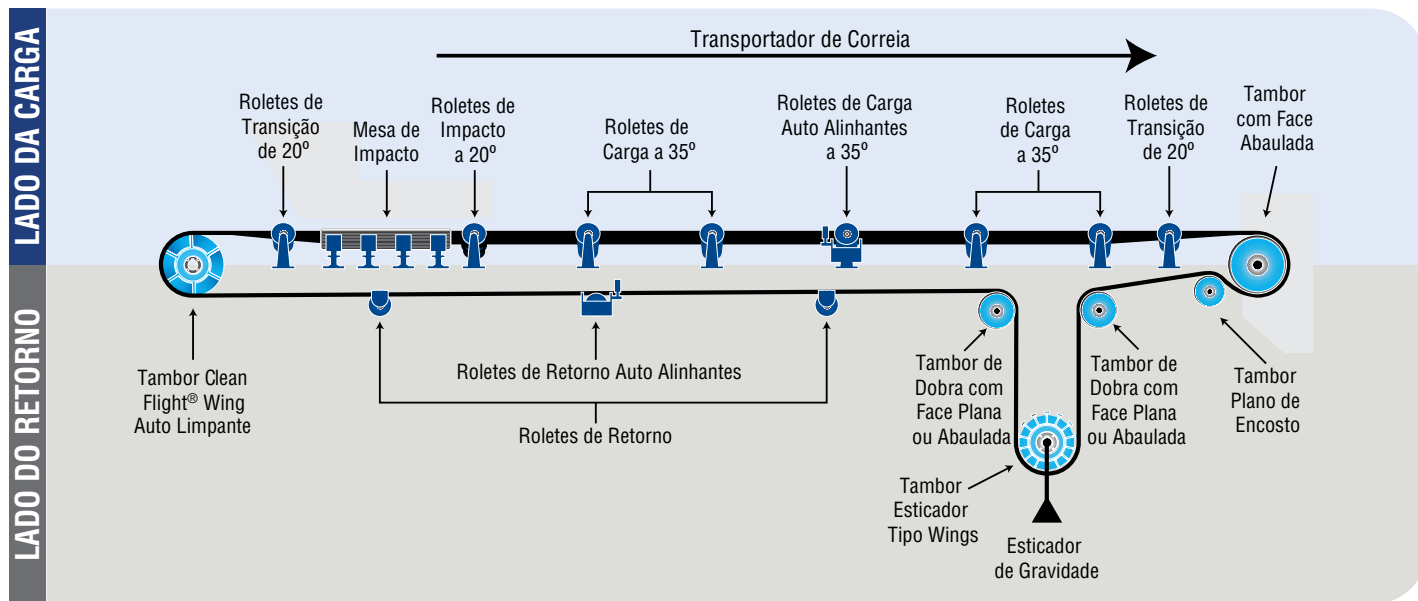 LADO DA CARGA
Transportador de Correia
Roletes de
Transição
de 20º
Mesa de
Impacto
Roletes de
Impacto
a 20º
Roletes de
Carga a 35º
Roletes de Carga
Auto Alinhantes
a 35º
Roletes
de Carga
a 35º
Roletes de
Transição
de 20º
Tambor
com Face
Abaulada
LADO DO RETORNO
Tambor Clean
Flight® Wing
Auto Limpante
Roletes de Retorno Auto Alinhantes
Roletes de Retorno
Tambor de
Dobra com
Face Plana
ou Abaulada
Tambor de
Dobra com
Face Plana
ou Abaulada
Tambor
Plano de
Encosto
Tambor
Esticador
Tipo Wings
Esticador
de Gravidade